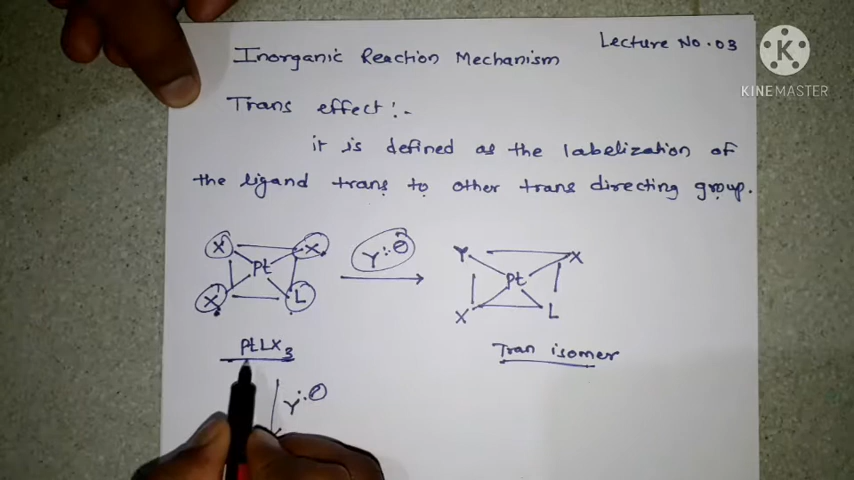 Inorganic Reaction Mechanism
Lecture No. 03
K
KINEMASTER
Trans effect:-
it is defined as the labelization of
the ligand trans to other trans directing group.
X X Y:⊖ Y X
Pt Pt
X L X L
PtLX3 Tran isomer
Y:⊖